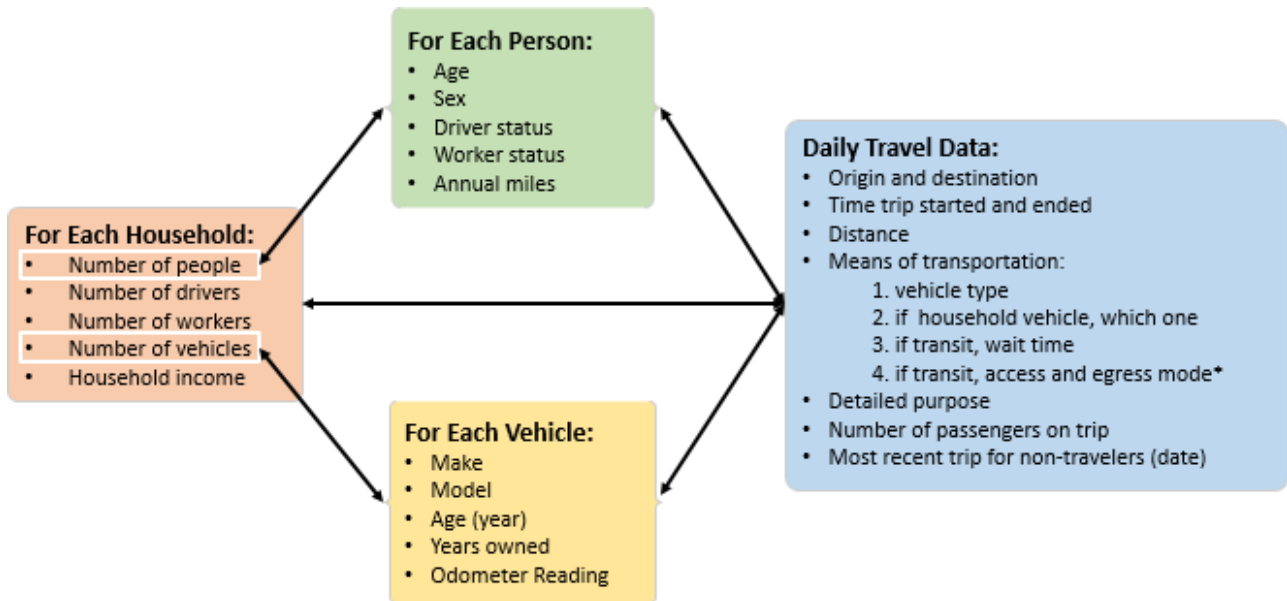 For Each Person:
• Age
• Sex
• Driver status
• Worker status
• Annual miles
For Each Household:
• Number of people
• Number of drivers
• Number of workers
• Number of vehicles
• Household income
For Each Vehicle:
• Make
• Model
• Age (year)
• Years owned
• Odometer Reading
Daily Travel Data:
• Origin and destination
• Time trip started and ended
• Distance
• Means of transportation:
1. vehicle type
2. if household vehicle, which one
3. if transit, wait time
4. if transit, access and egress mode*
• Detailed purpose
• Number of passengers on trip
• Most recent trip for non-travelers (date)